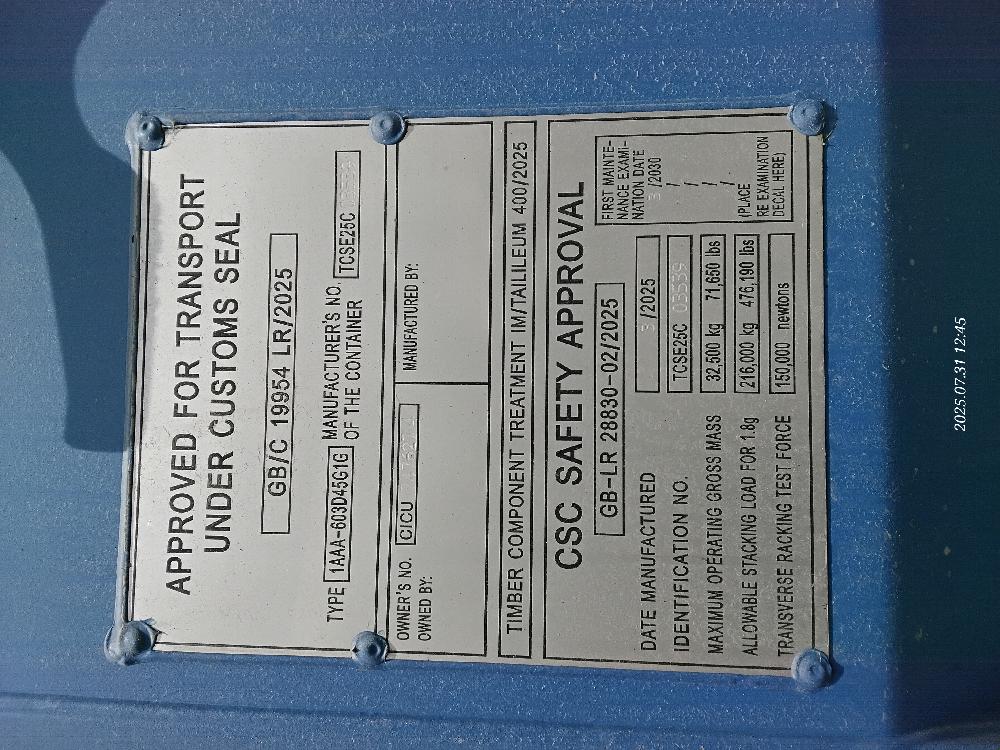 APPROVED FOR TRANSPORT
UNDER CUSTOMS SEAL
GB/C 19954 LR/2025
TYPE 1AAA-603D45G1G MANUFACTURER'S NO.
OF THE CONTAINER TCSE25C
OWNER'S NO. CICU
OWNED BY:
MANUFACTURED BY:
TIMBER COMPONENT TREATMENT IM/TAILILEUM 400/2025
CSC SAFETY APPROVAL
GB-LR 28830-02/2025
DATE MANUFACTURED 3 /2025
IDENTIFICATION NO. TCSE25C 03539
MAXIMUM OPERATING GROSS MASS 32,500 kg 71,650 lbs
ALLOWABLE STACKING LOAD FOR 1.8g 216,000 kg 476,190 lbs
TRANSVERSE RACKING TEST FORCE 150,000 newtons
FIRST MAINTE-
NANCE EXAMI-
NATION DATE
3 /2030
/
/
/
(PLACE
RE EXAMINATION
DECAL HERE)
2025.07.31 12:45